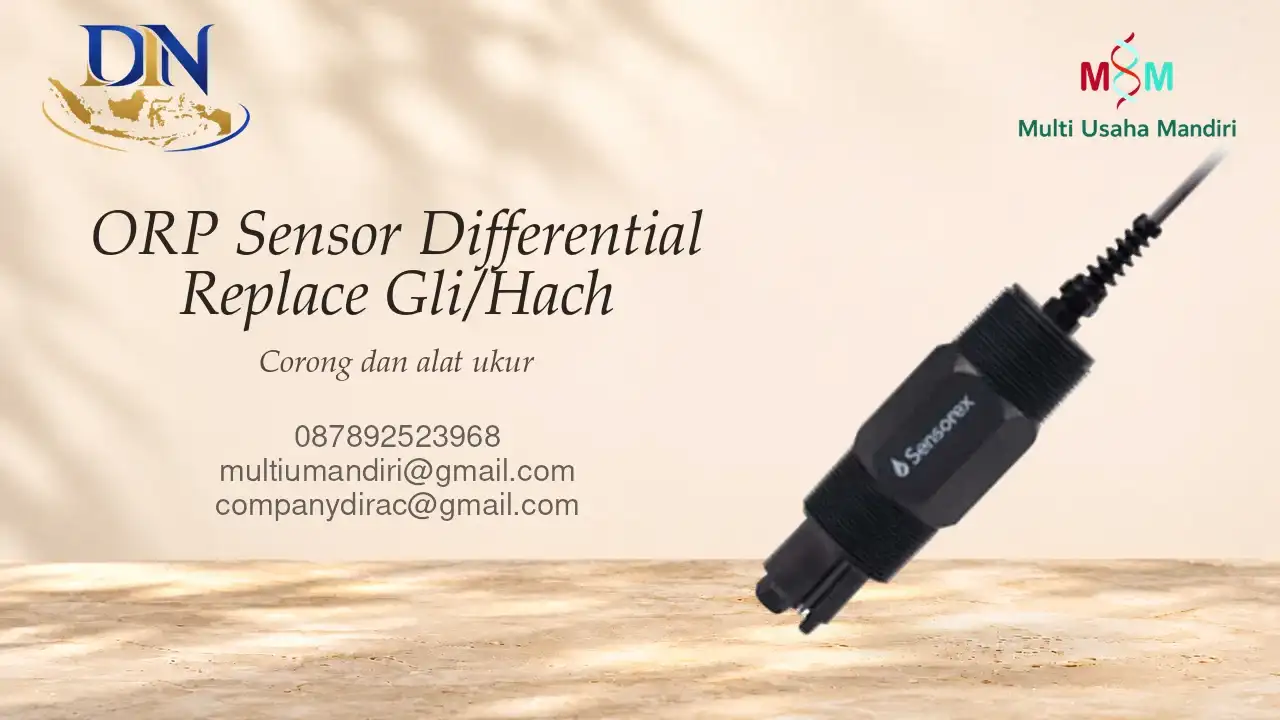 DN
M M
Multi Usaha Mandiri
ORP Sensor Differential
Replace Gli/Hach
Corong dan alat ukur
087892523968
multiumandiri@gmail.com
companydirac@gmail.com
Sensorex